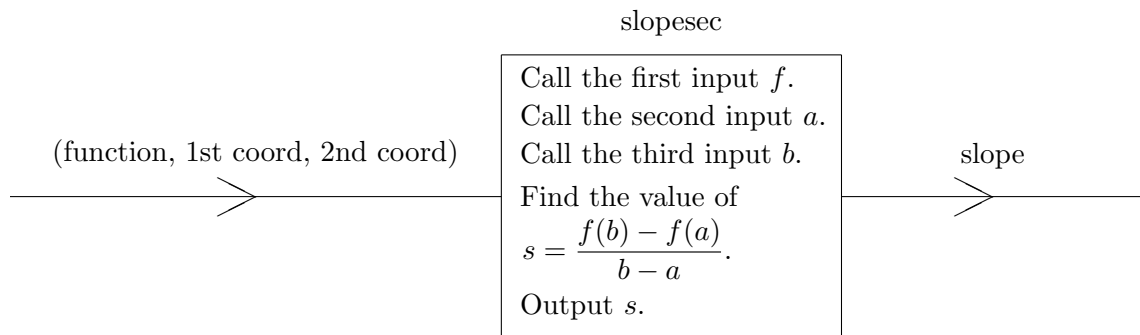 slopesec
(function, 1st coord, 2nd coord)
Call the first input f.
Call the second input a.
Call the third input b.
Find the value of
s = \frac{f(b) - f(a)}{b - a}.
Output s.
slope